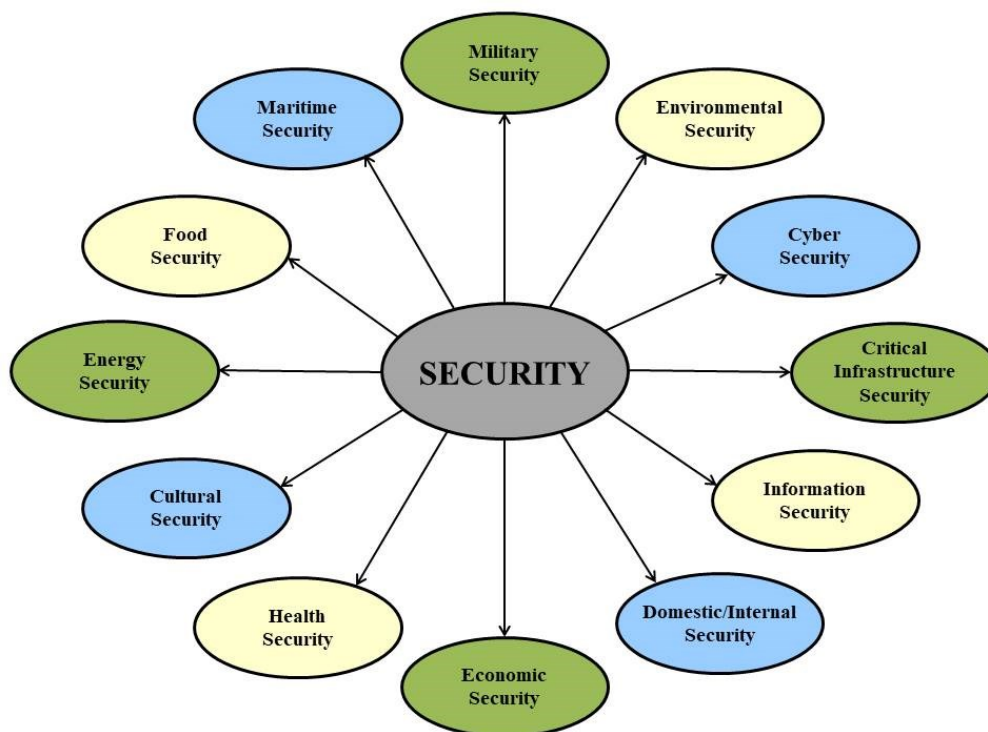 Military
Security
Environmental
Security
Cyber
Security
Critical
Infrastructure
Security
Information
Security
Domestic/Internal
Security
Economic
Security
Health
Security
Cultural
Security
Energy
Security
Food
Security
Maritime
Security
SECURITY